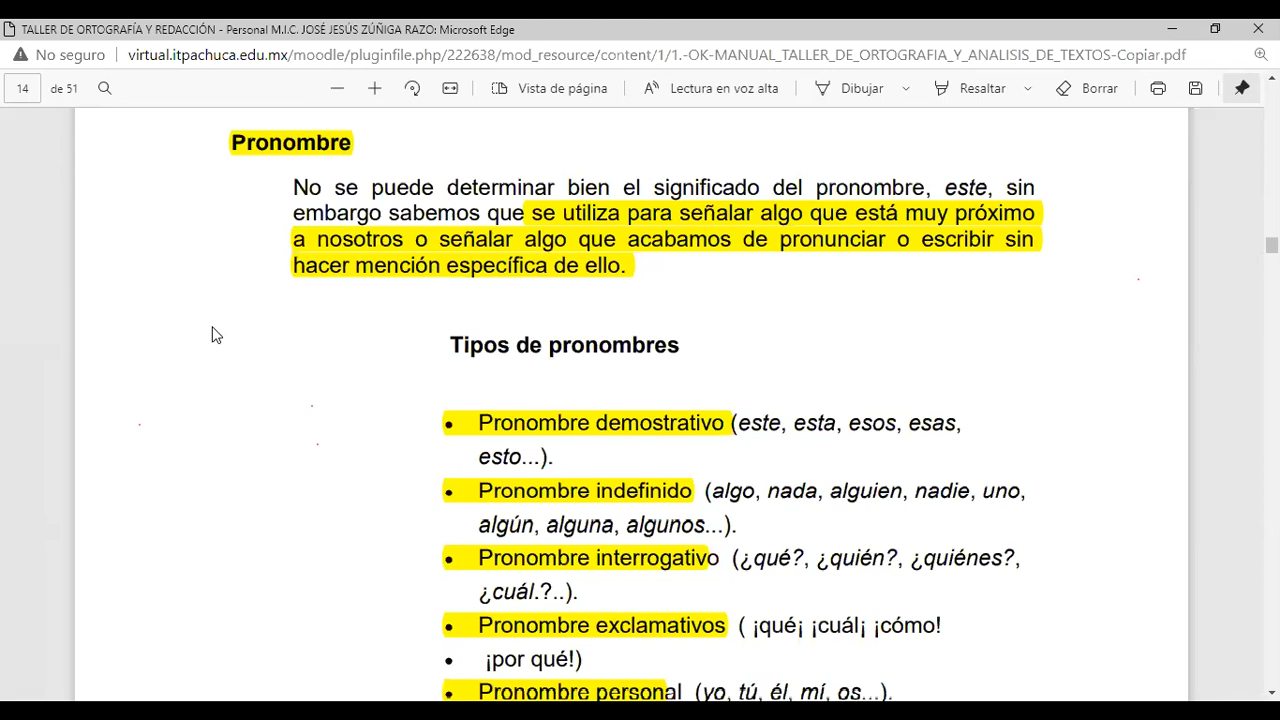 TALLER DE ORTOGRAFÍA Y REDACCIÓN - Personal M.I.C. JOSÉ JESÚS ZÚÑIGA RAZO: Microsoft Edge
No seguro virtual.itpachuca.edu.mx/moodle/pluginfile.php/222638/mod_resource/content/1/1.-OK-MANUAL_TALLER_DE_ORTOGRAFIA_Y_ANALISIS_DE_TEXTOS-Copiar.pdf
14 de 51 Vista de página Lectura en voz alta Dibujar Resaltar Borrar
Pronombre
No se puede determinar bien el significado del pronombre, este, sin
embargo sabemos que se utiliza para señalar algo que está muy próximo
a nosotros o señalar algo que acabamos de pronunciar o escribir sin
hacer mención específica de ello.
Tipos de pronombres
• Pronombre demostrativo (este, esta, esos, esas,
esto...).
• Pronombre indefinido (algo, nada, alguien, nadie, uno,
algún, alguna, algunos...).
• Pronombre interrogativo (¿qué?, ¿quién?, ¿quiénes?,
¿cuál.?..).
• Pronombre exclamativos ( ¡qué¡ ¡cuál¡ ¡cómo!
• ¡por qué!)
• Pronombre personal (yo, tú, él, mí, os...).